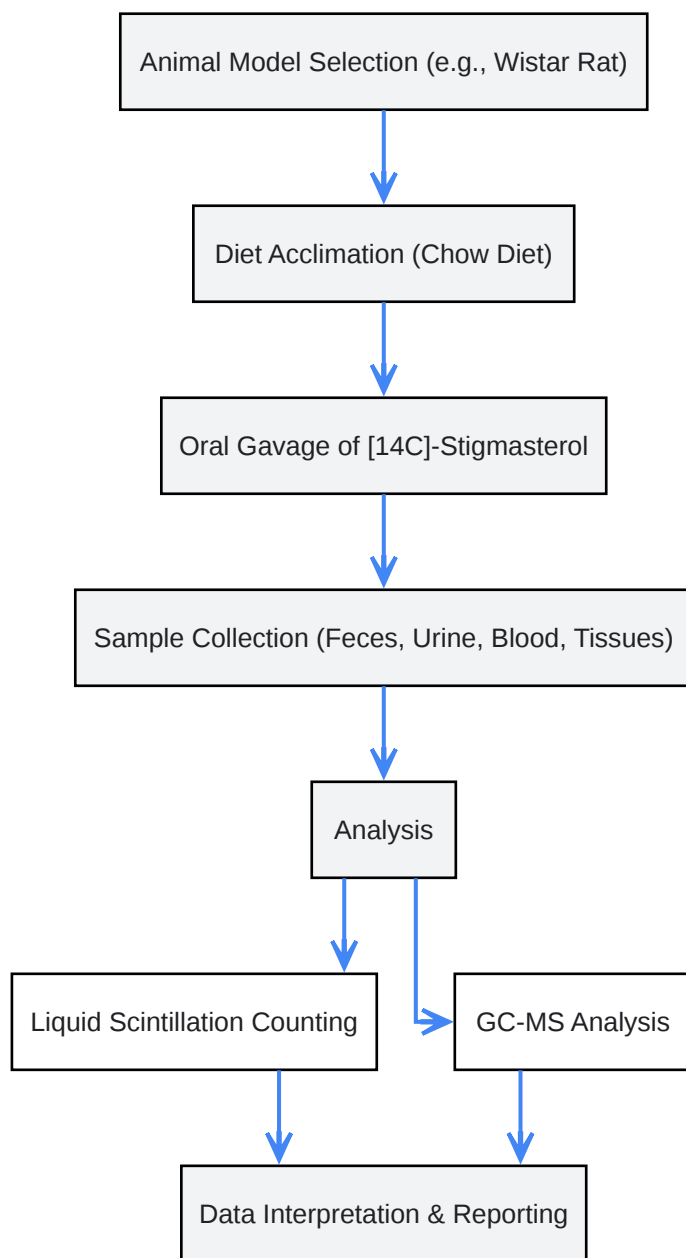 Animal Model Selection (e.g., Wistar Rat)
Diet Acclimation (Chow Diet)
Oral Gavage of [14C]-Stigmasterol
Sample Collection (Feces, Urine, Blood, Tissues)
Analysis
Liquid Scintillation Counting
GC-MS Analysis
Data Interpretation & Reporting